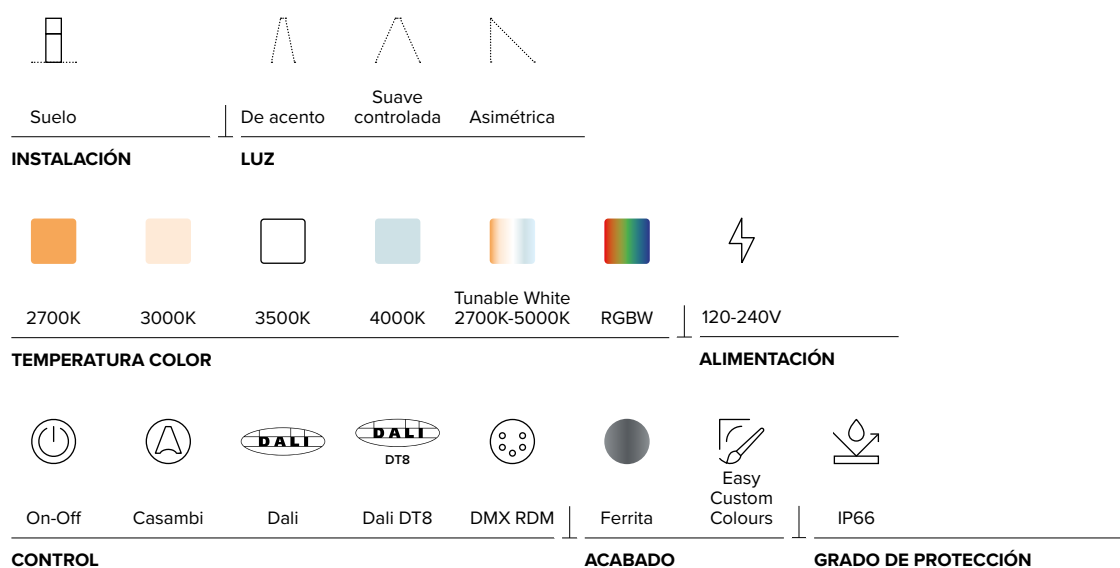 Suelo
De acento
Suave
controlada
Asimétrica
INSTALACIÓN
LUZ
2700K
3000K
3500K
4000K
Tunable White
2700K-5000K
RGBW
120-240V
TEMPERATURA COLOR
ALIMENTACIÓN
DALI
DALI
DT8
On-Off
Casambi
Dali
Dali DT8
DMX RDM
Ferrita
Easy
Custom
Colours
IP66
CONTROL
ACABADO
GRADO DE PROTECCIÓN